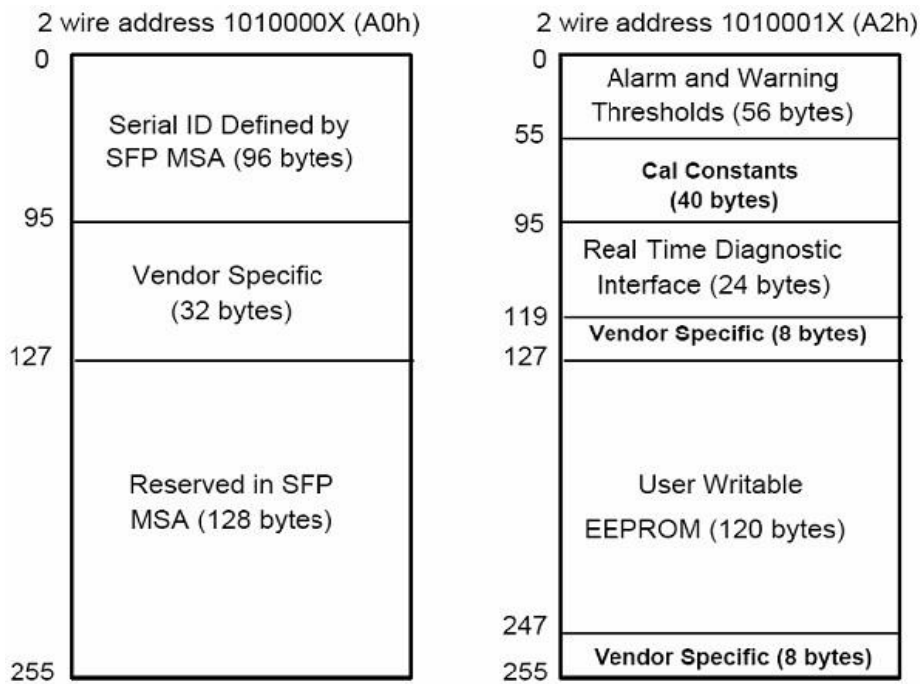 2 wire address 1010000X (A0h)
0
Serial ID Defined by
SFP MSA (96 bytes)
95
Vendor Specific
(32 bytes)
127
Reserved in SFP
MSA (128 bytes)
255
2 wire address 1010001X (A2h)
0
Alarm and Warning
Thresholds (56 bytes)
55
Cal Constants
(40 bytes)
95
Real Time Diagnostic
Interface (24 bytes)
119
Vendor Specific (8 bytes)
127
User Writable
EEPROM (120 bytes)
247
Vendor Specific (8 bytes)
255